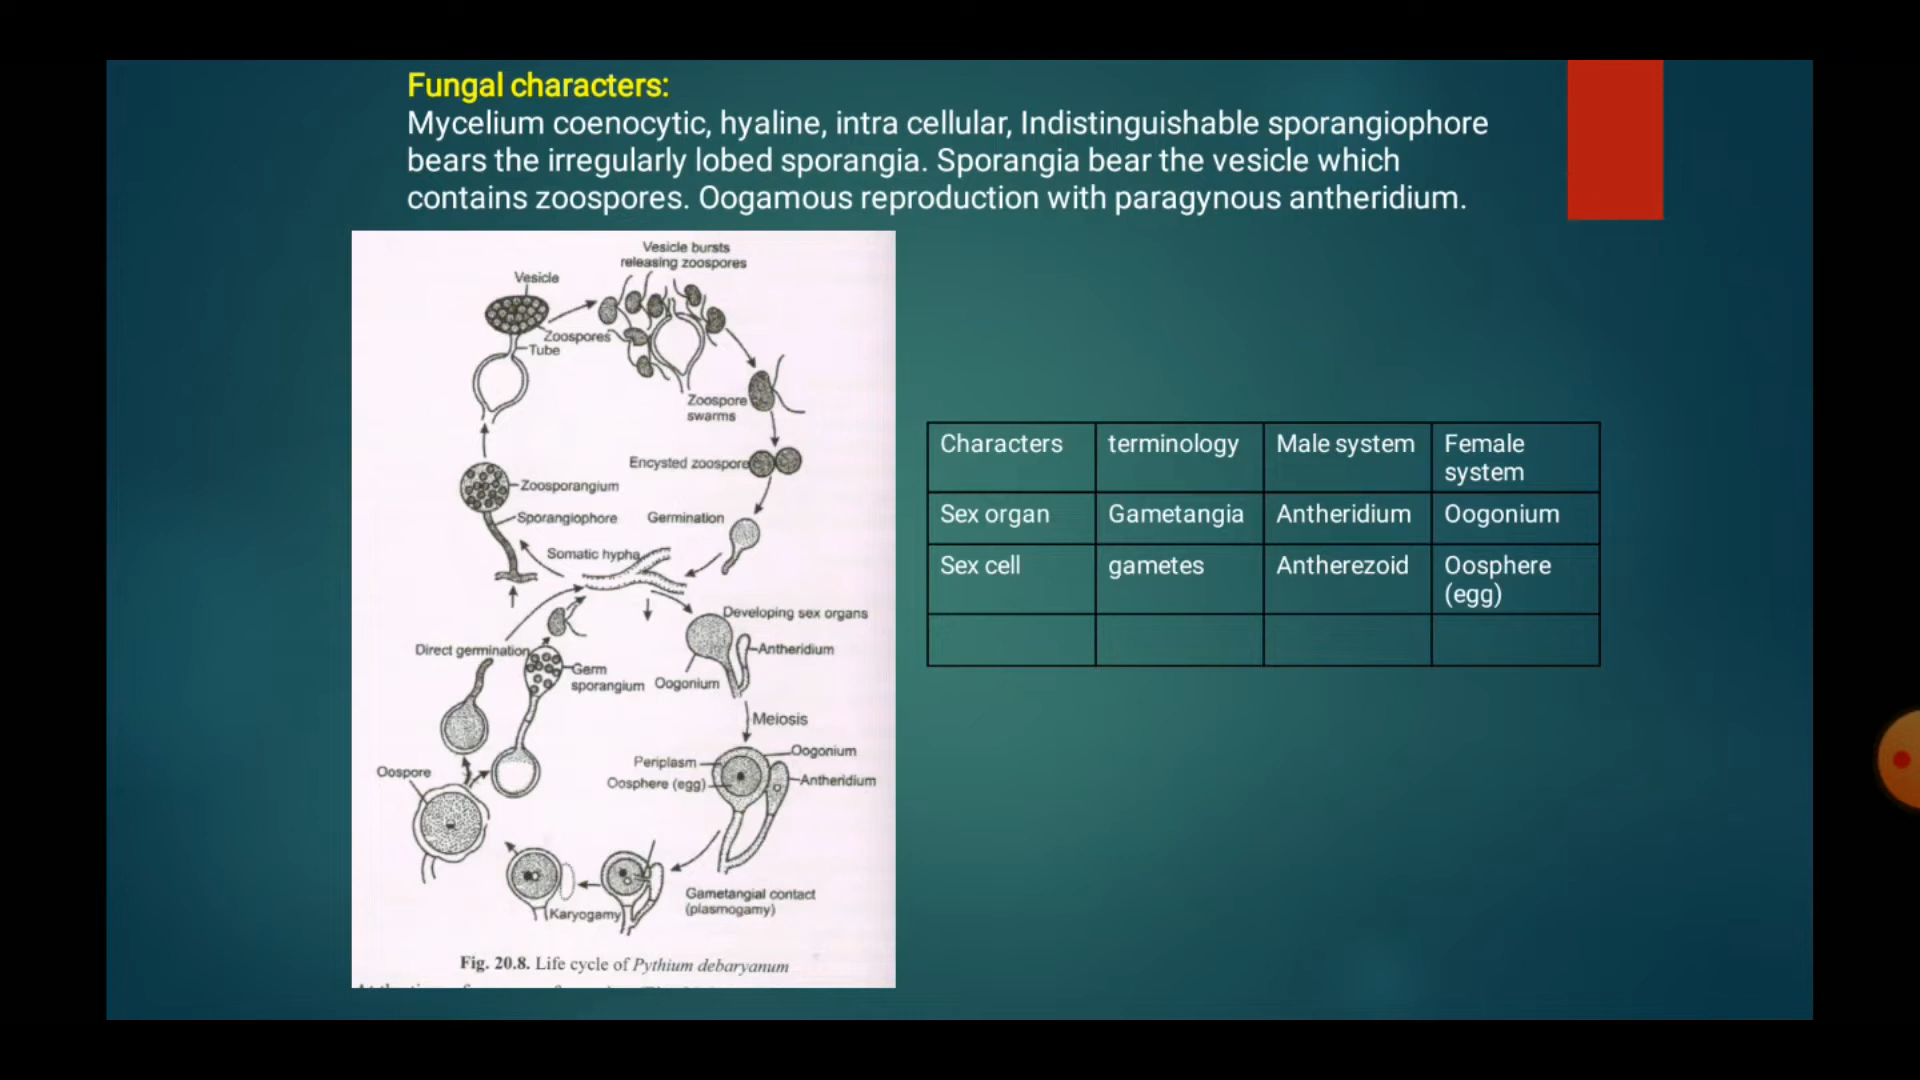 Fungal characters:
Mycelium coenocytic, hyaline, intra cellular, Indistinguishable sporangiophore
bears the irregularly lobed sporangia. Sporangia bear the vesicle which
contains zoospores. Oogamous reproduction with paragynous antheridium.
Vesicle bursts
releasing zoospores
Vesicle
Zoospores
Tube
Zoospore
swarms
Encysted zoospore
Zoosporangium
Sporangiophore
Germination
Somatic hypha
Developing sex organs
Direct germination
Antheridium
Germ
sporangium
Oogonium
Meiosis
Oogonium
Periplasm
Oosphere (egg)
Antheridium
Oospore
Gametangial contact
(plasmogamy)
Karyogamy
Fig. 20.8. Life cycle of Pythium debaryanum
Characters terminology Male system Female
system
Sex organ Gametangia Antheridium Oogonium
Sex cell gametes Antherezoid Oosphere
(egg)